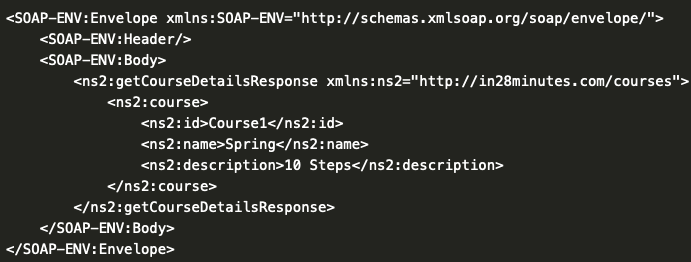 <SOAP-ENV:Envelope xmlns:SOAP-ENV="http://schemas.xmlsoap.org/soap/envelope/">
    <SOAP-ENV:Header/>
    <SOAP-ENV:Body>
        <ns2:getCourseDetailsResponse xmlns:ns2="http://in28minutes.com/courses">
            <ns2:course>
                <ns2:id>Course1</ns2:id>
                <ns2:name>Spring</ns2:name>
                <ns2:description>10 Steps</ns2:description>
            </ns2:course>
        </ns2:getCourseDetailsResponse>
    </SOAP-ENV:Body>
</SOAP-ENV:Envelope>